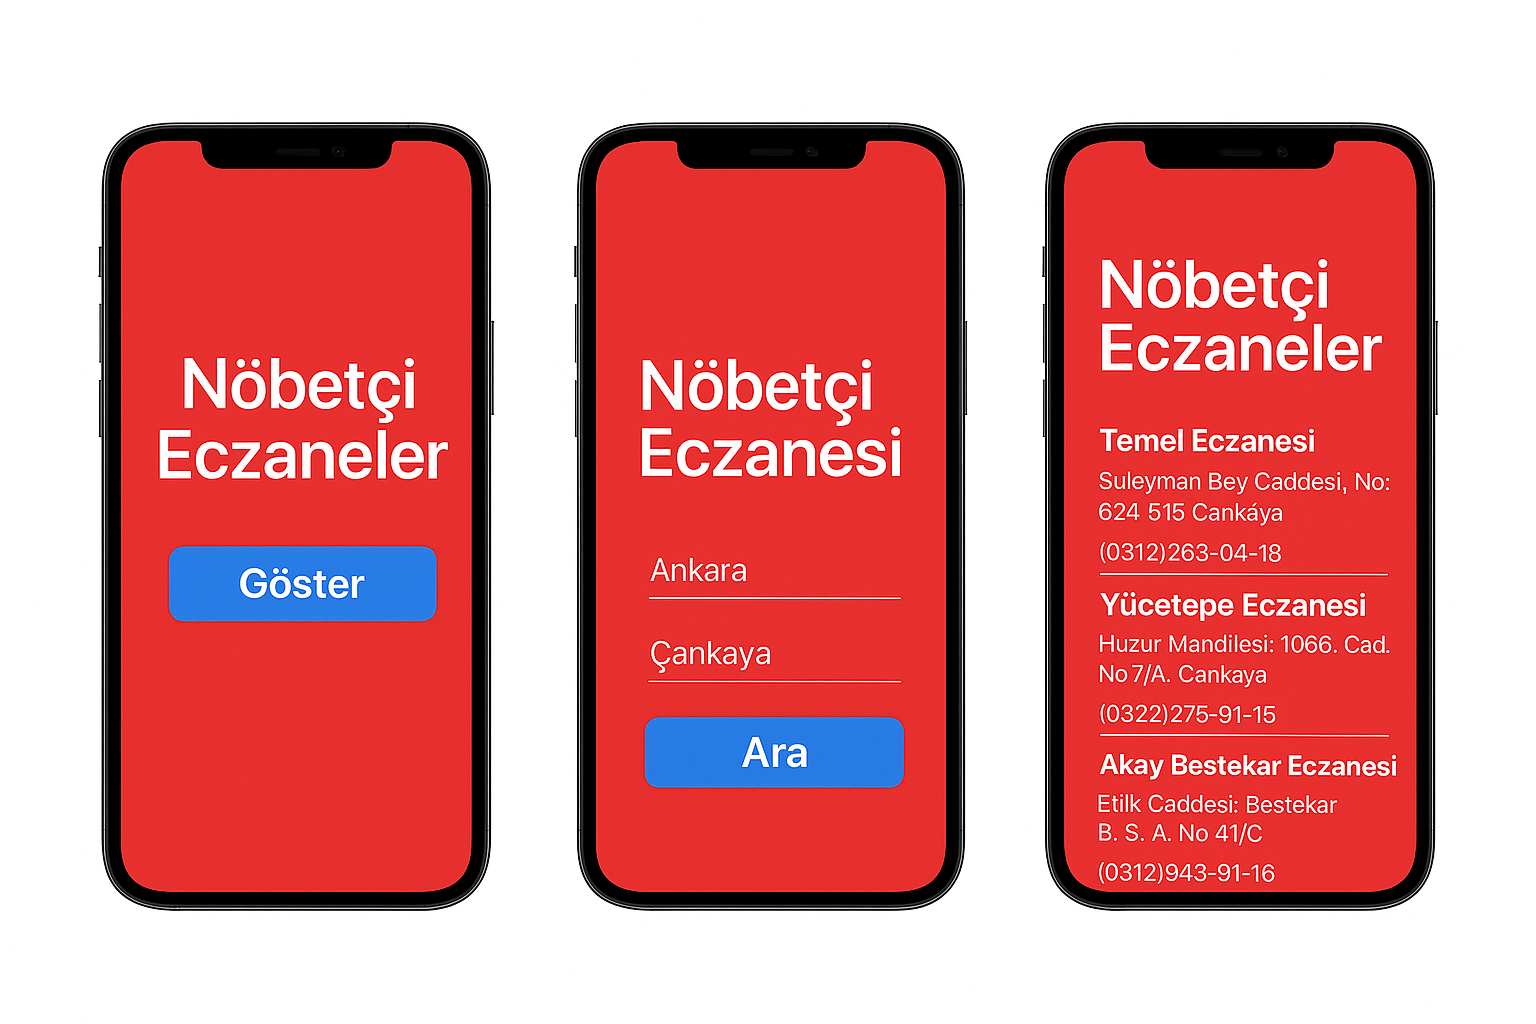 Nöbetçi
Eczaneler
Göster
Nöbetçi
Eczanesi
Ankara
Çankaya
Ara
Nöbetçi
Eczaneler
Temel Eczanesi
Suleyman Bey Caddesi, No:
624 515 Cankáya
(0312)263-04-18
Yücetepe Eczanesi
Huzur Mandilesi: 1066. Cad.
No 7/A. Cankaya
(0322)275-91-15
Akay Bestekar Eczanesi
Etilk Caddesi: Bestekar
B. S. A. No 41/C
(0312)943-91-16